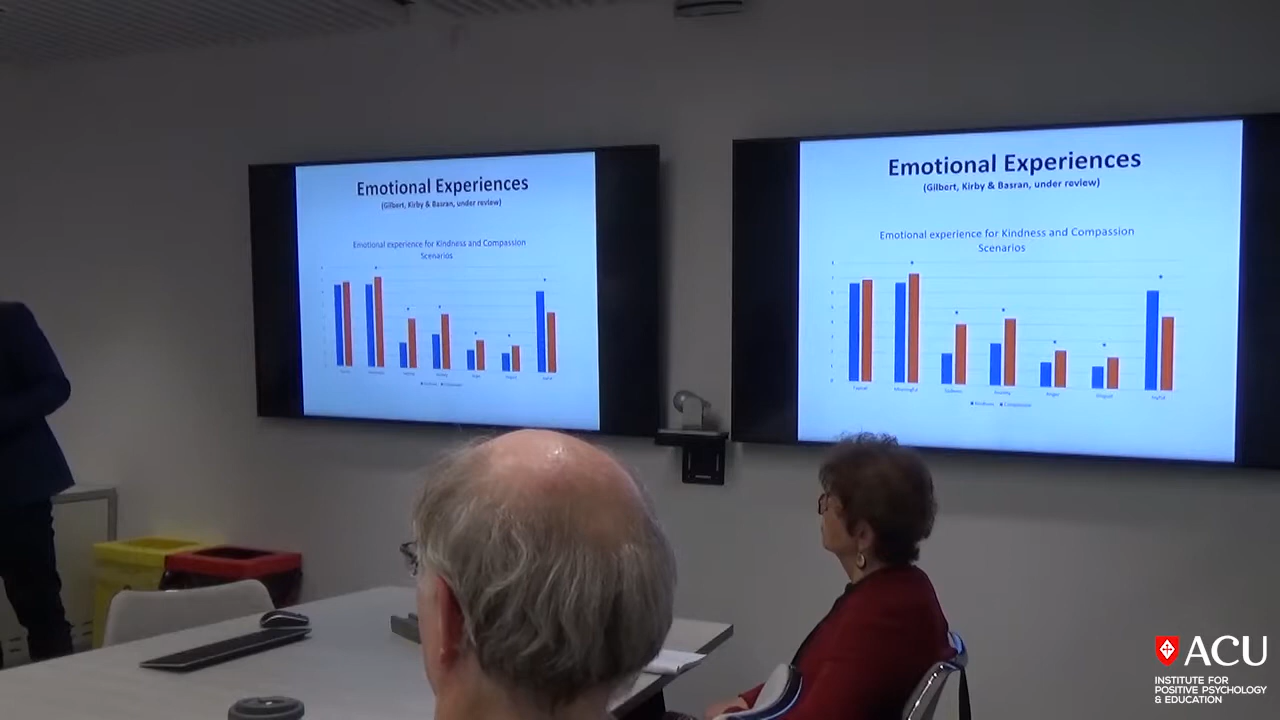 Emotional Experiences
(Gilbert, Kirby & Basran, under review)
Emotional experience for Kindness and Compassion
Scenarios
Emotional Experiences
(Gilbert, Kirby & Basran, under review)
Emotional experience for Kindness and Compassion
Scenarios
Meaningful
Sadness
Anxiety
Anger
Disgust
Joyful
Kindness
Compassion
ACU
INSTITUTE FOR
POSITIVE PSYCHOLOGY
& EDUCATION